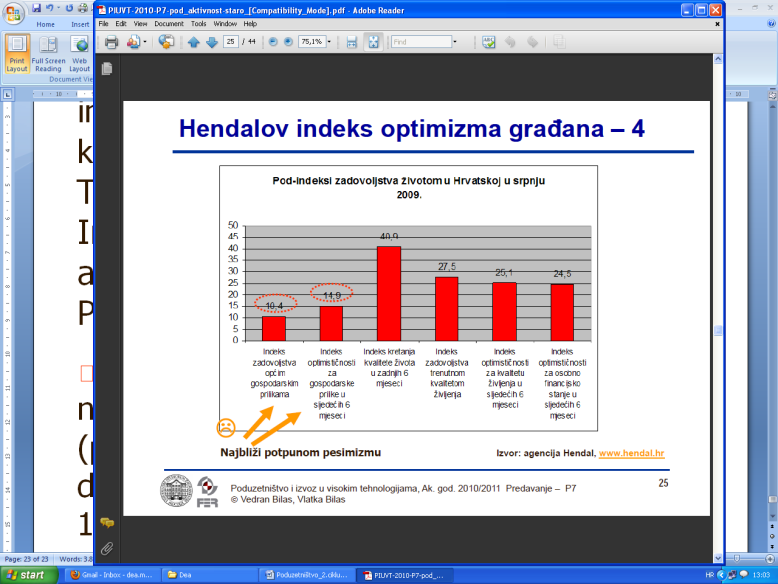 PIUVT-2010-P7-pod_aktivnost-staro_[Compatibility_Mode].pdf - Adobe Reader
Home Insert
File Edit View Document Tools Window Help
25 / 44 75,1% Find
Print Layout
Full Screen Reading
Web Layout
Document Vie
k
T
a
P
n
d
1
Hendalov indeks optimizma građana – 4
Pod-indeksi zadovoljstva životom u Hrvatskoj u srpnju
2009.
50
45
40
35
30
25
20
15
10
5
0
10,4
14,9
40,9
27,5
25,1
24,5
Indeks
zadovoljstva
općim
gospodarskim
prilikama
Indeks
optimističnosti
za
gospodarske
prilike u
sljedećih 6
mjeseci
Indeks kretanja
kvalitete života
u zadnjih 6
mjeseci
Indeks
zadovoljstva
trenutnom
kvalitetom
življenja
Indeks
optimističnosti
za kvalitetu
življenja u
sljedećih 6
mjeseci
Indeks
optimističnosti
za osobno
financijsko
stanje u
sljedećih 6
mjeseci
Najbliži potpunom pesimizmu
Izvor: agencija Hendal, www.hendal.hr
FER
Poduzetništvo i izvoz u visokim tehnologijama, Ak. god. 2010/2011 Predavanje – P7
© Vedran Bilas, Vlatka Bilas
25
Page: 23 of 23 Words: 3.8
start
Gmail - Inbox - dea.m...
Dea
Poduzetništvo_2.ciklu...
PIUVT-2010-P7-pod_...
HR
13:03